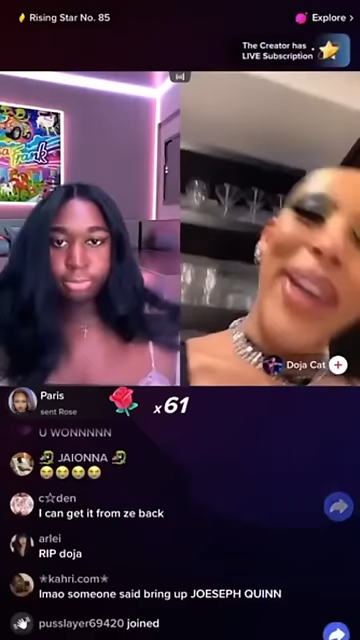 Rising Star No. 85
Explore >
The Creator has
LIVE Subscription
Frank
Doja Cat
Paris
sent Rose
x61
U WONNNNN
JAIONNA
c☆den
I can get it from ze back
arlei
RIP doja
✶kahri.com✶
lmao someone said bring up JOESEPH QUINN
pusslayer69420 joined